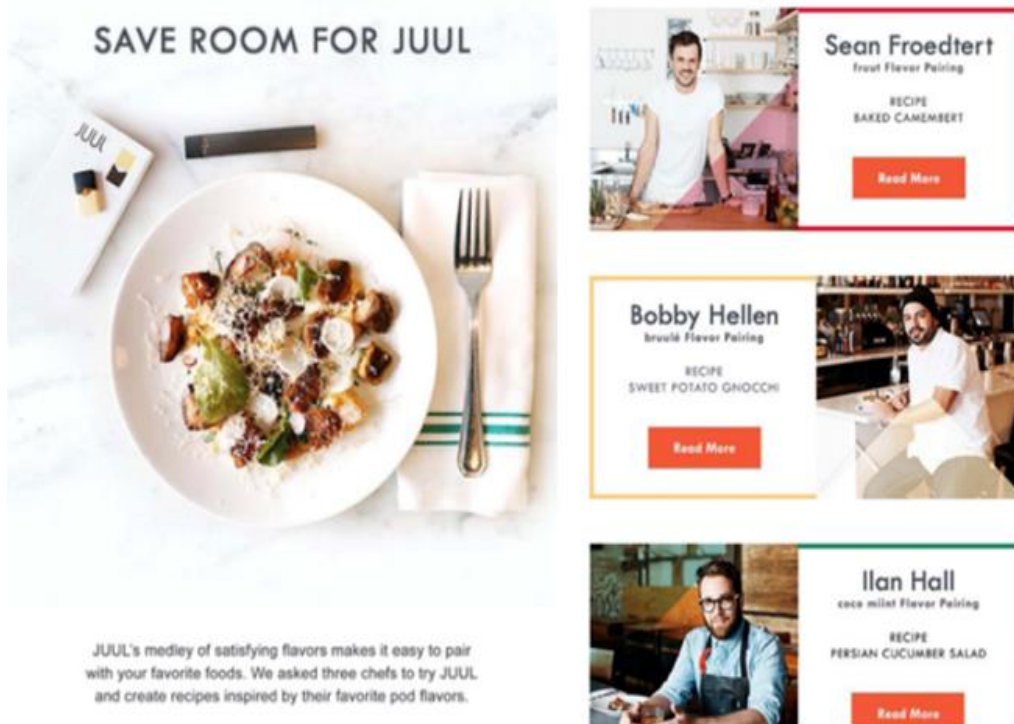 SAVE ROOM FOR JUUL
JUUL
JUUL's medley of satisfying flavors makes it easy to pair
with your favorite foods. We asked three chefs to try JUUL
and create recipes inspired by their favorite pod flavors.
Sean Froedtert
fruut Flavor Pairing
RECIPE
BAKED CAMEMBERT
Read More
Bobby Hellen
bruulé Flavor Pairing
RECIPE
SWEET POTATO GNOCCHI
Read More
Ilan Hall
coco miint Flavor Pairing
RECIPE
PERSIAN CUCUMBER SALAD
Read More